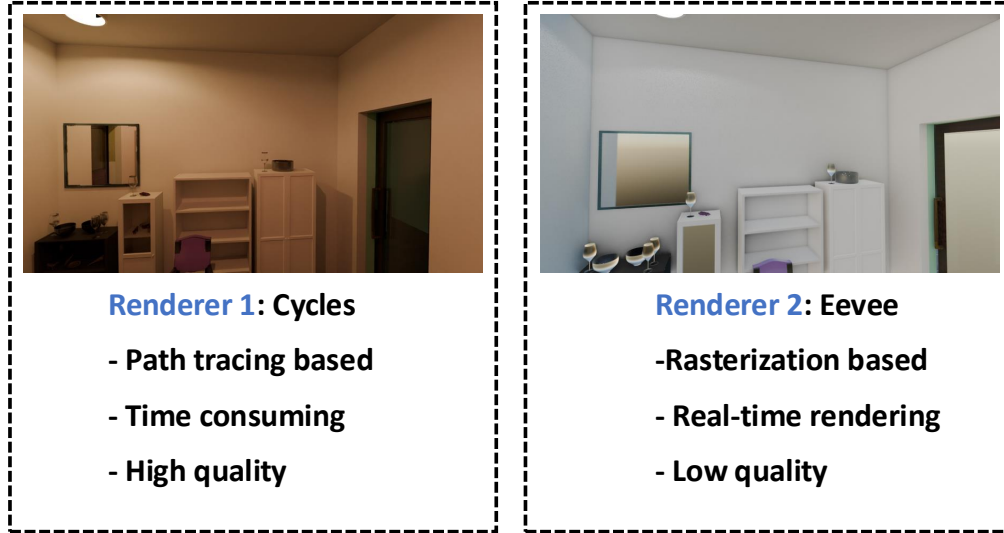 Renderer 1: Cycles
- Path tracing based
- Time consuming
- High quality
Renderer 2: Eevee
-Rasterization based
- Real-time rendering
- Low quality